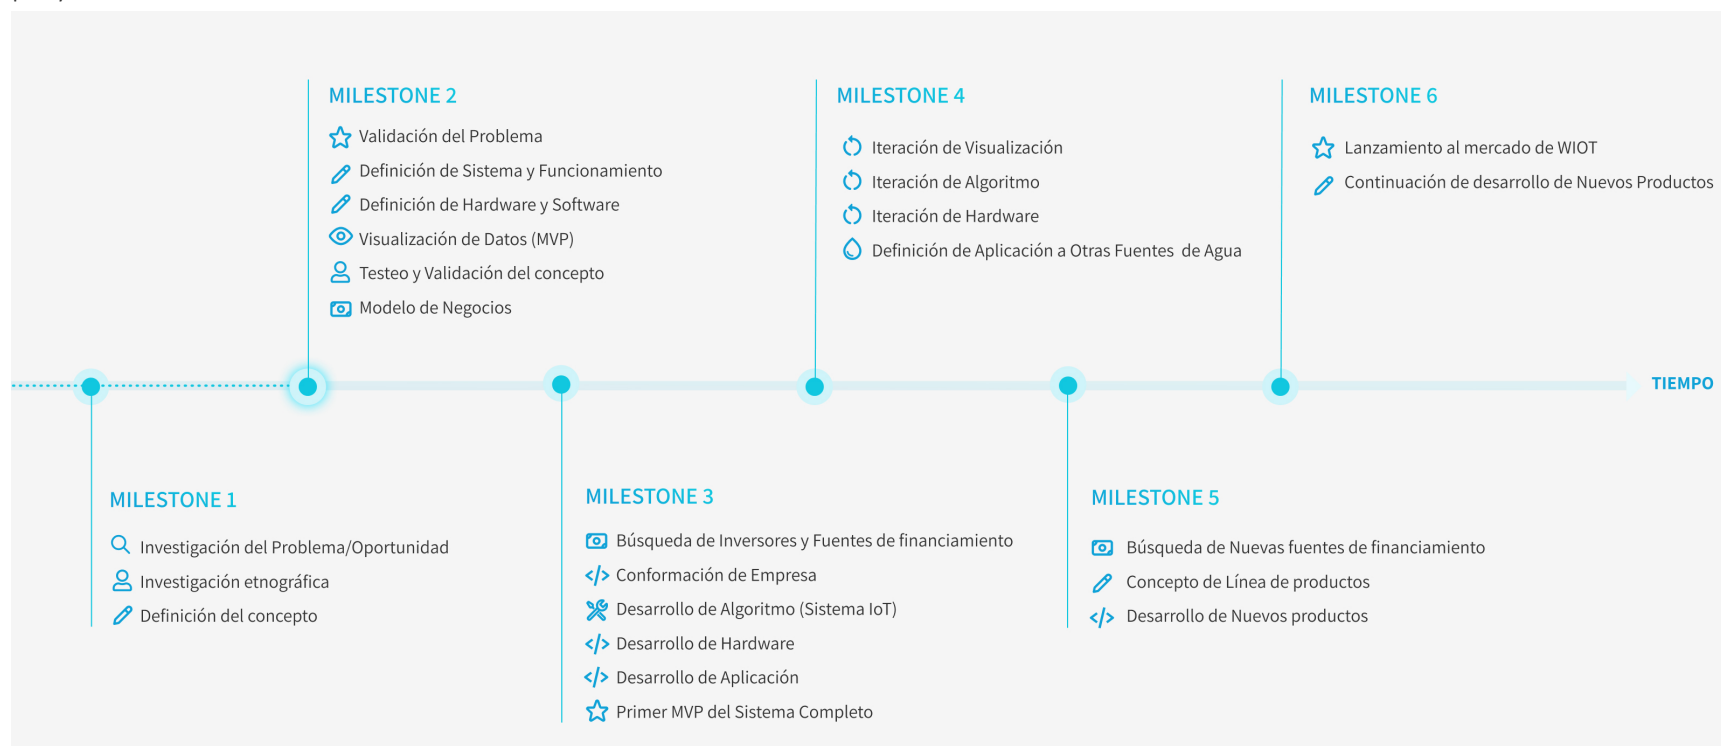 MILESTONE 2
Validación del Problema
Definición de Sistema y Funcionamiento
Definición de Hardware y Software
Visualización de Datos (MVP)
Testeo y Validación del concepto
Modelo de Negocios
MILESTONE 4
Iteración de Visualización
Iteración de Algoritmo
Iteración de Hardware
Definición de Aplicación a Otras Fuentes de Agua
MILESTONE 6
Lanzamiento al mercado de WIOT
Continuación de desarrollo de Nuevos Productos
TIEMPO
MILESTONE 1
Investigación del Problema/Oportunidad
Investigación etnográfica
Definición del concepto
MILESTONE 3
Búsqueda de Inversores y Fuentes de financiamiento
Conformación de Empresa
Desarrollo de Algoritmo (Sistema IoT)
Desarrollo de Hardware
Desarrollo de Aplicación
Primer MVP del Sistema Completo
MILESTONE 5
Búsqueda de Nuevas fuentes de financiamiento
Concepto de Línea de productos
Desarrollo de Nuevos productos